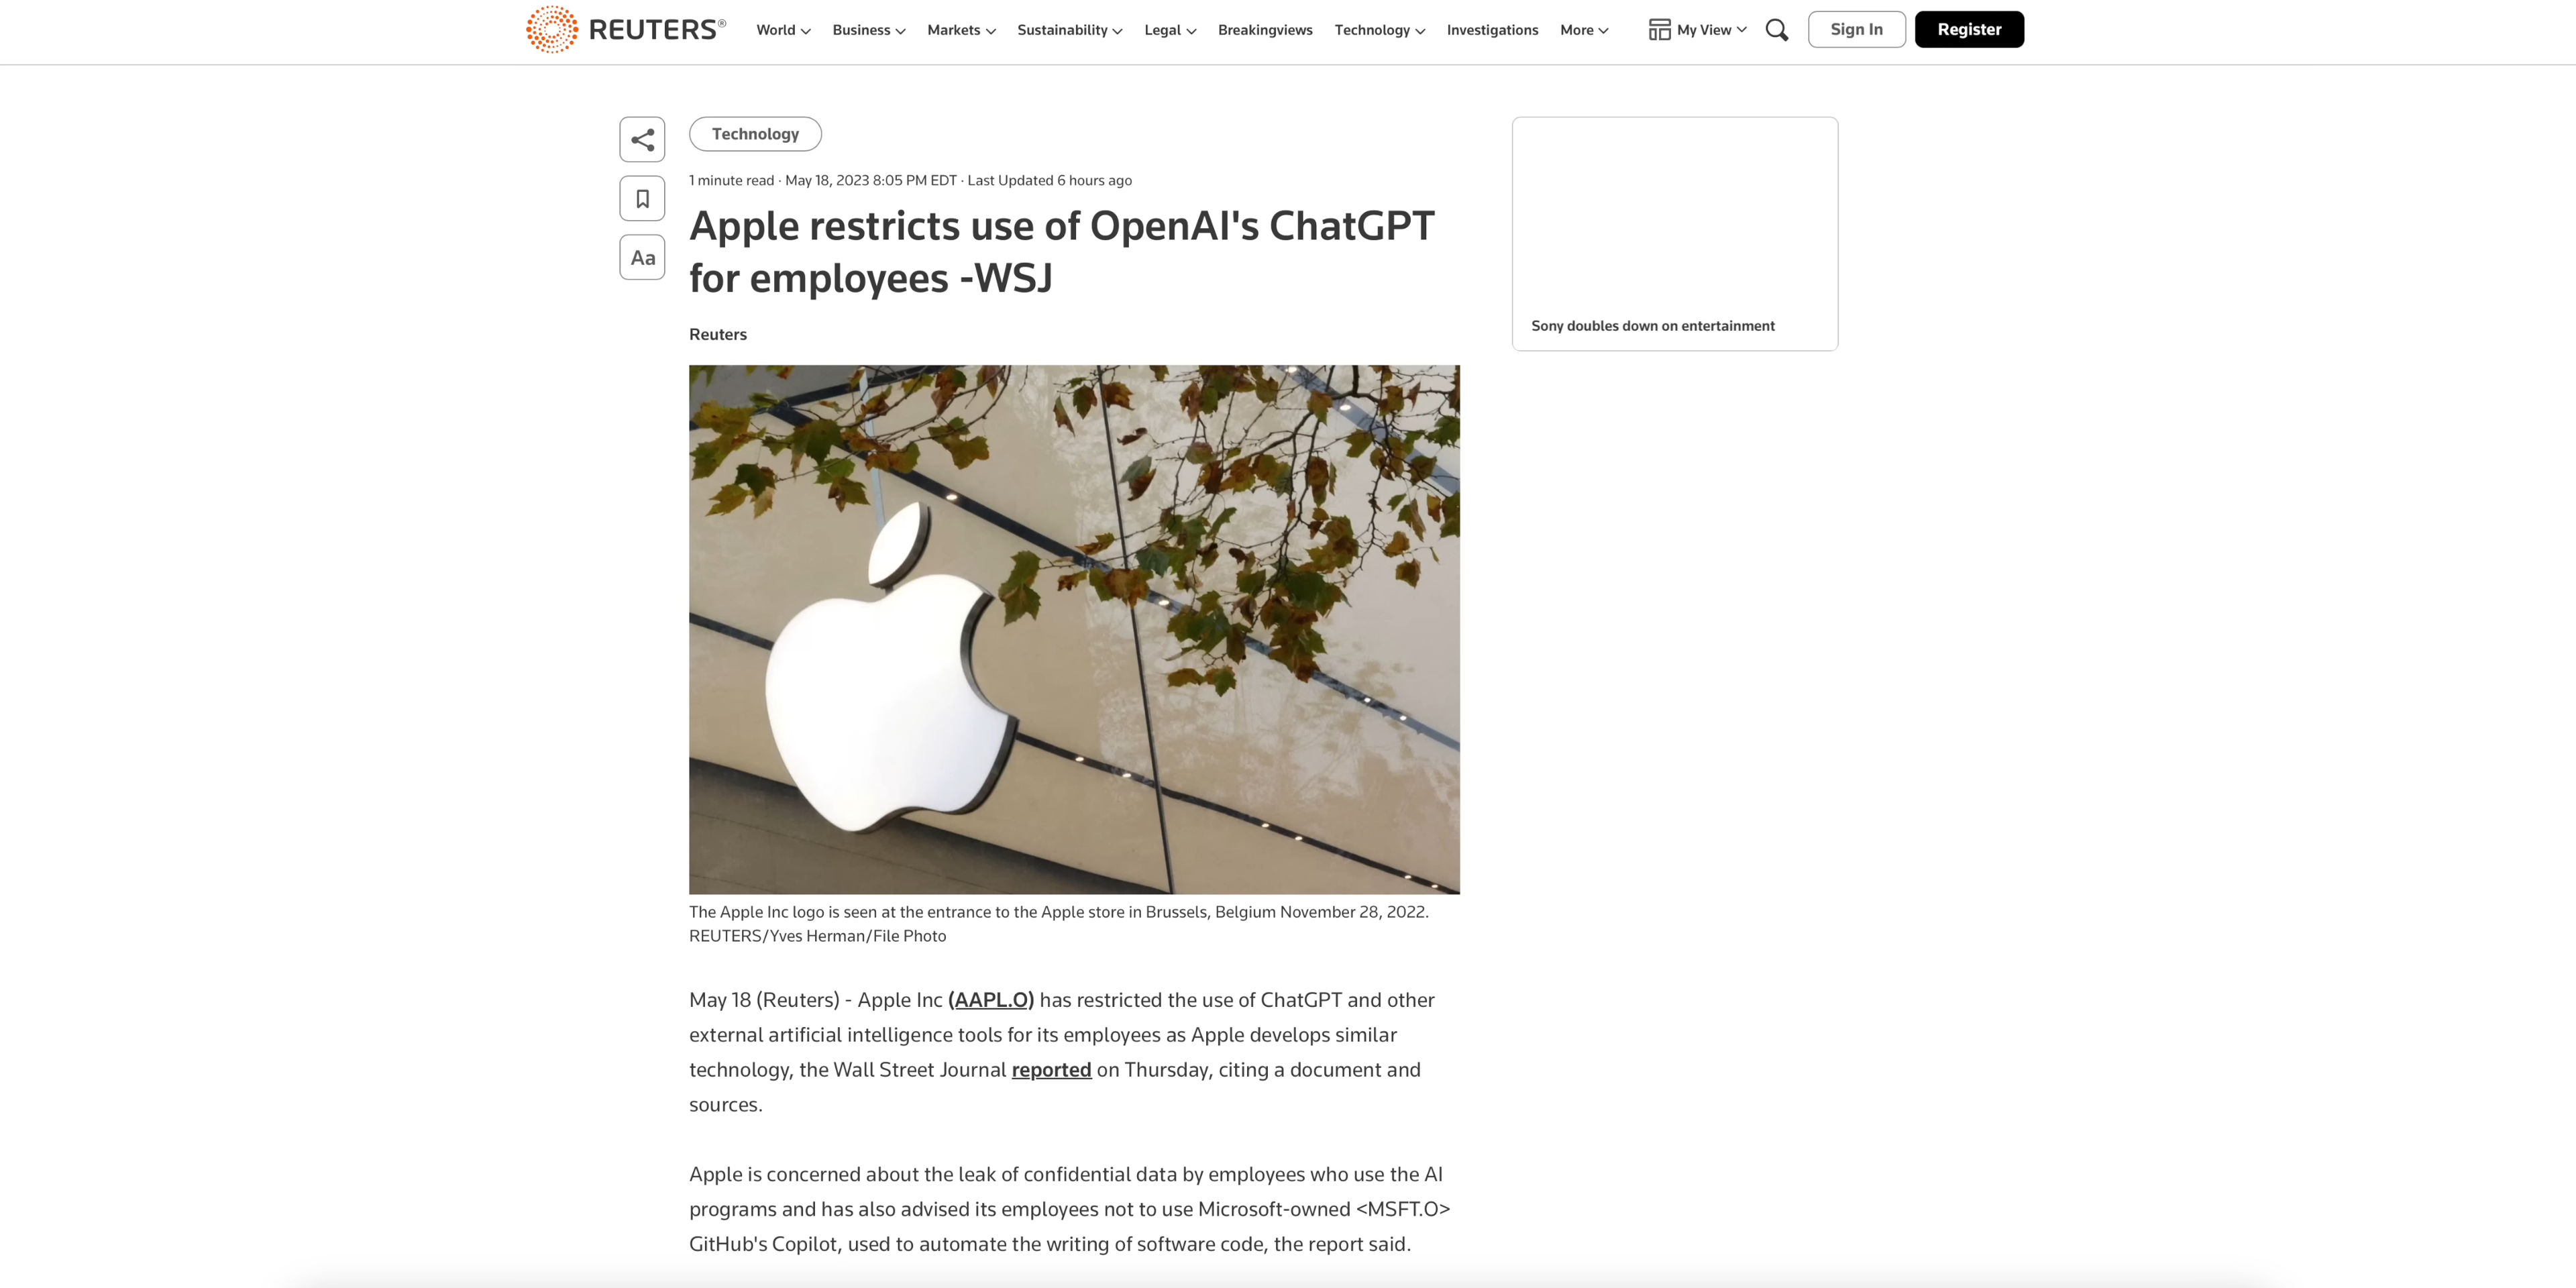 REUTERS®
World
Business
Markets
Sustainability
Legal
Breakingviews
Technology
Investigations
More
My View
Sign In
Register
Technology
1 minute read · May 18, 2023 8:05 PM EDT · Last Updated 6 hours ago
Aa
Apple restricts use of OpenAI's ChatGPT
for employees -WSJ
Reuters
The Apple Inc logo is seen at the entrance to the Apple store in Brussels, Belgium November 28, 2022.
REUTERS/Yves Herman/File Photo
May 18 (Reuters) - Apple Inc (AAPL.O) has restricted the use of ChatGPT and other
external artificial intelligence tools for its employees as Apple develops similar
technology, the Wall Street Journal reported on Thursday, citing a document and
sources.
Apple is concerned about the leak of confidential data by employees who use the AI
programs and has also advised its employees not to use Microsoft-owned <MSFT.O>
GitHub's Copilot, used to automate the writing of software code, the report said.
Sony doubles down on entertainment